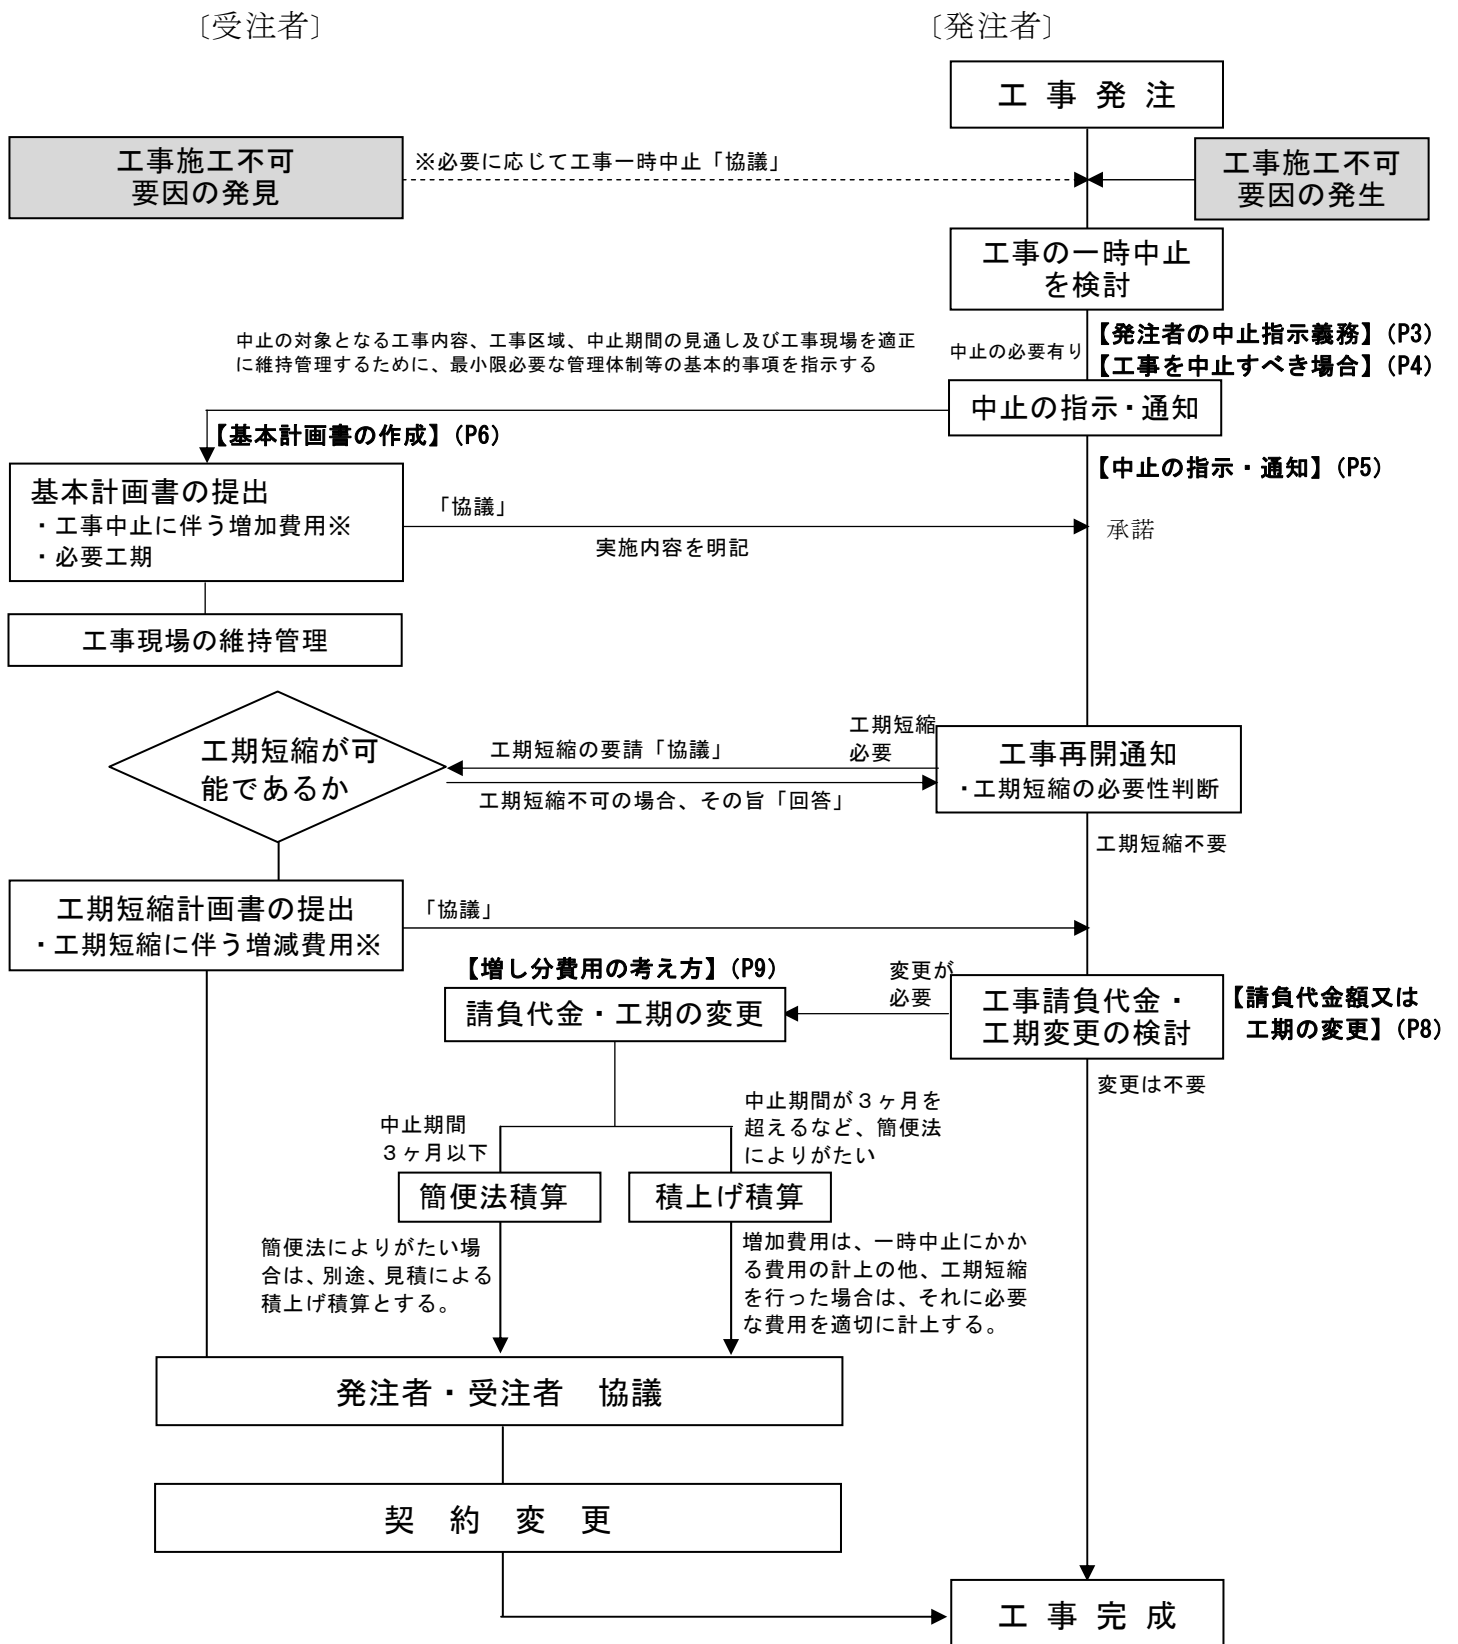 〔受注者〕
〔発注者〕
工 事 発 注
工事施工不可
要因の発見
※必要に応じて工事一時中止「協議」
工事施工不可
要因の発生
工事の一時中止
を検討
中止の対象となる工事内容、工事区域、中止期間の見通し及び工事現場を適正
に維持管理するために、最小限必要な管理体制等の基本的事項を指示する
中止の必要有り
【発注者の中止指示義務】(P3)
【工事を中止すべき場合】(P4)
中止の指示・通知
【基本計画書の作成】(P6)
【中止の指示・通知】(P5)
基本計画書の提出
・工事中止に伴う増加費用※
・必要工期
「協議」
実施内容を明記
承諾
工事現場の維持管理
工期短縮が可
能であるか
工期短縮の要請「協議」
工期短縮
必要
工期短縮不可の場合、その旨「回答」
工事再開通知
・工期短縮の必要性判断
工期短縮不要
工期短縮計画書の提出
・工期短縮に伴う増減費用※
「協議」
【増し分費用の考え方】(P9)
変更が
必要
請負代金・工期の変更
工事請負代金・
工期変更の検討
【請負代金額又は
工期の変更】(P8)
変更は不要
中止期間
３ヶ月以下
中止期間が３ヶ月を
超えるなど、簡便法
によりがたい
簡便法積算
積上げ積算
簡便法によりがたい場
合は、別途、見積による
積上げ積算とする。
増加費用は、一時中止にかか
る費用の計上の他、工期短縮
を行った場合は、それに必要
な費用を適切に計上する。
発注者・受注者　協議
契　約　変　更
工 事 完 成